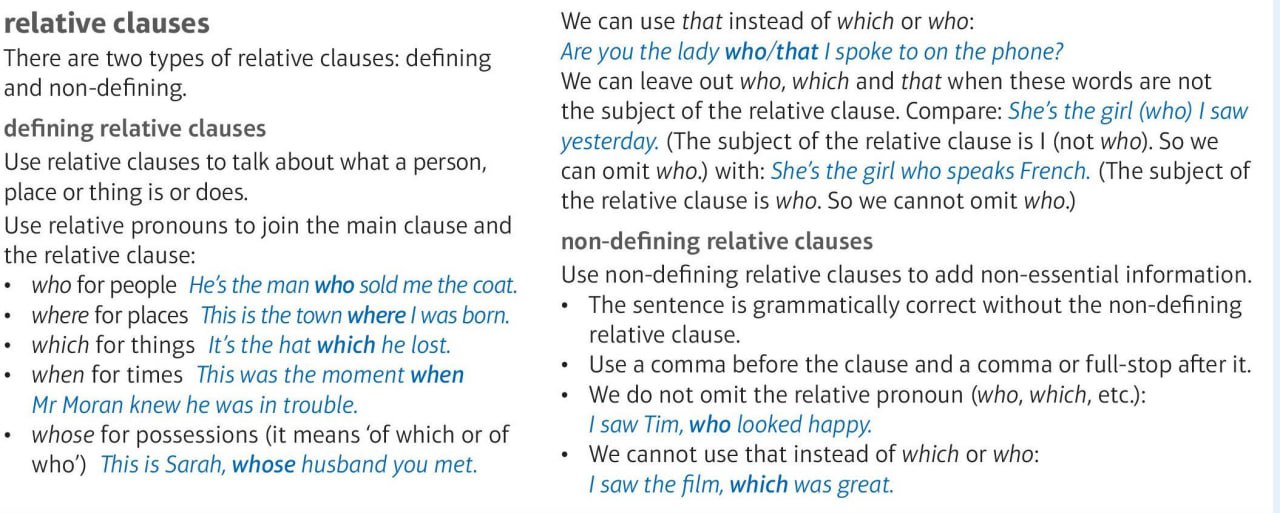 relative clauses
There are two types of relative clauses: defining
and non-defining.
defining relative clauses
Use relative clauses to talk about what a person,
place or thing is or does.
Use relative pronouns to join the main clause and
the relative clause:
• who for people He's the man who sold me the coat.
• where for places This is the town where I was born.
• which for things It's the hat which he lost.
• when for times This was the moment when
Mr Moran knew he was in trouble.
• whose for possessions (it means 'of which or of
who') This is Sarah, whose husband you met.
We can use that instead of which or who:
Are you the lady who/that I spoke to on the phone?
We can leave out who, which and that when these words are not
the subject of the relative clause. Compare: She's the girl (who) I saw
yesterday. (The subject of the relative clause is I (not who). So we
can omit who.) with: She's the girl who speaks French. (The subject of
the relative clause is who. So we cannot omit who.)
non-defining relative clauses
Use non-defining relative clauses to add non-essential information.
• The sentence is grammatically correct without the non-defining
relative clause.
• Use a comma before the clause and a comma or full-stop after it.
• We do not omit the relative pronoun (who, which, etc.):
I saw Tim, who looked happy.
• We cannot use that instead of which or who:
I saw the film, which was great.